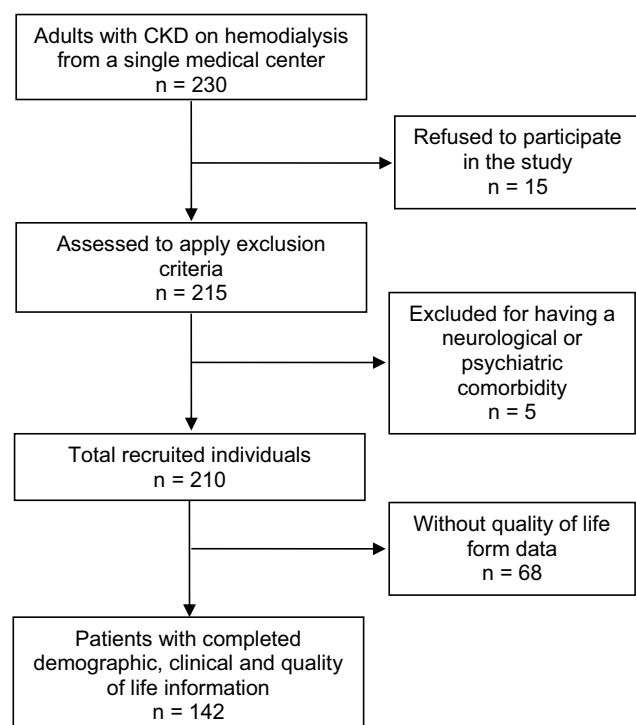 Adults with CKD on hemodialysis
from a single medical center
n = 230
Refused to participate
in the study
n = 15
Assessed to apply exclusion
criteria
n = 215
Excluded for having a
neurological or
psychiatric
comorbidity
n = 5
Total recruited individuals
n = 210
Without quality of life
form data
n = 68
Patients with completed
demographic, clinical and quality
of life information
n = 142